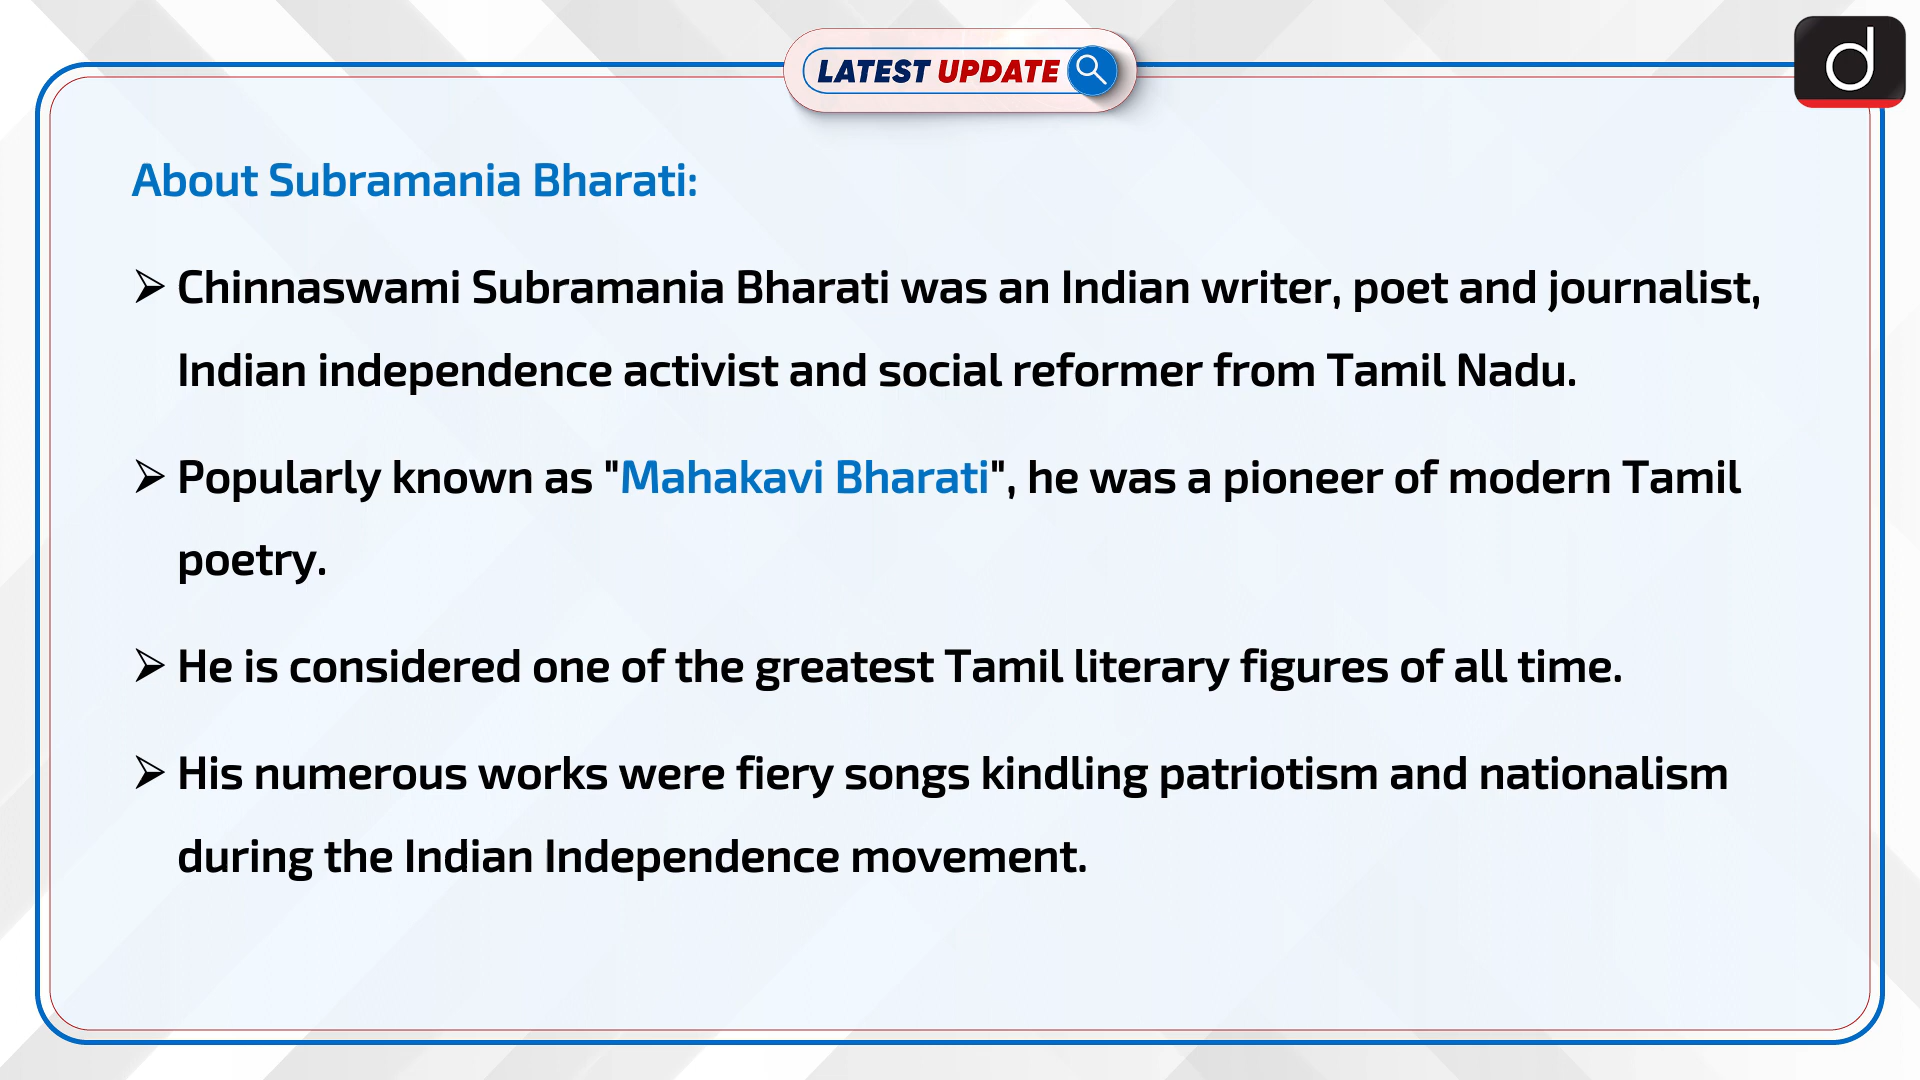 LATEST UPDATE
d
About Subramania Bharati:
➢ Chinnaswami Subramania Bharati was an Indian writer, poet and journalist,
Indian independence activist and social reformer from Tamil Nadu.
➢ Popularly known as "Mahakavi Bharati", he was a pioneer of modern Tamil
poetry.
➢ He is considered one of the greatest Tamil literary figures of all time.
➢ His numerous works were fiery songs kindling patriotism and nationalism
during the Indian Independence movement.